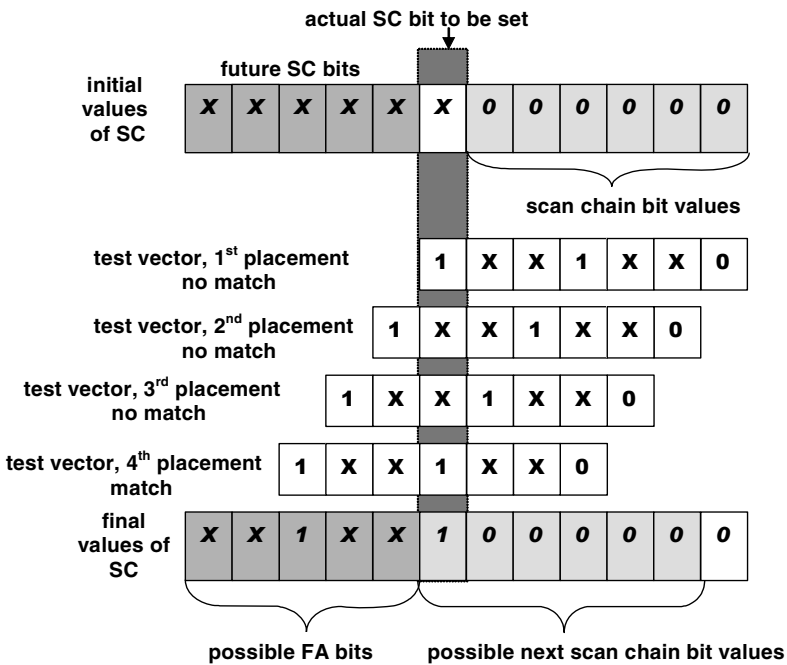 actual SC bit to be set
future SC bits
initial
values
of SC
X X X X X X 0 0 0 0 0 0
scan chain bit values
test vector, 1st placement
no match
1 X X 1 X X 0
test vector, 2nd placement
no match
1 X X 1 X X 0
test vector, 3rd placement
no match
1 X X 1 X X 0
test vector, 4th placement
match
1 X X 1 X X 0
final
values of
SC
X X 1 X X 1 0 0 0 0 0 0
possible FA bits
possible next scan chain bit values